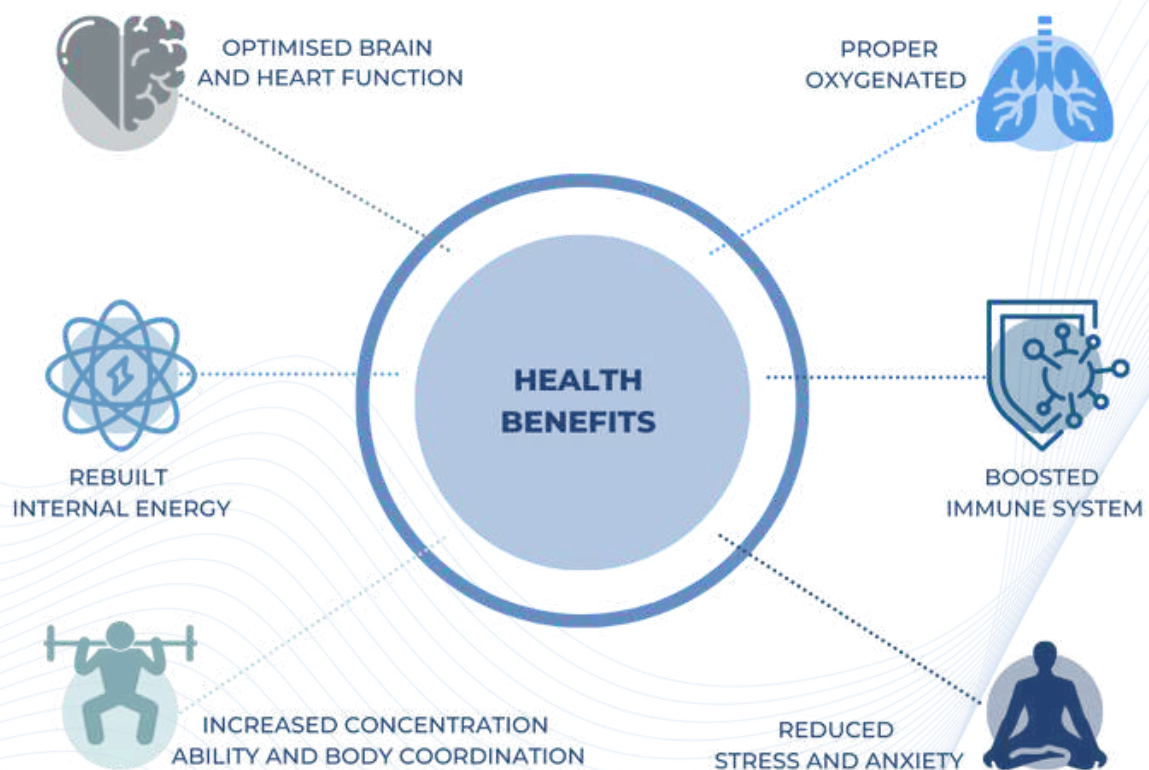 OPTIMISED BRAIN
AND HEART FUNCTION
PROPER
OXYGENATED
HEALTH
BENEFITS
REBUILT
INTERNAL ENERGY
BOOSTED
IMMUNE SYSTEM
INCREASED CONCENTRATION
ABILITY AND BODY COORDINATION
REDUCED
STRESS AND ANXIETY